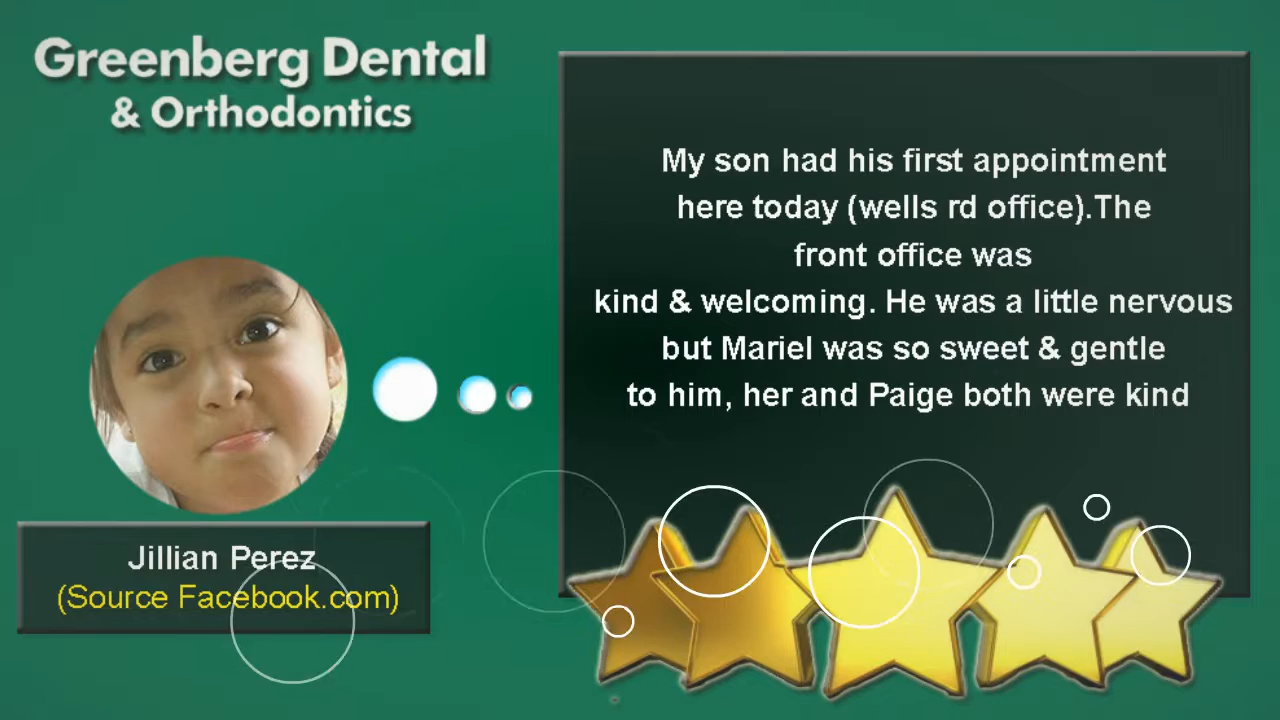 Greenberg Dental
& Orthodontics
My son had his first appointment
here today (wells rd office).The
front office was
kind & welcoming. He was a little nervous
but Mariel was so sweet & gentle
to him, her and Paige both were kind
Jillian Perez
(Source Facebook.com)